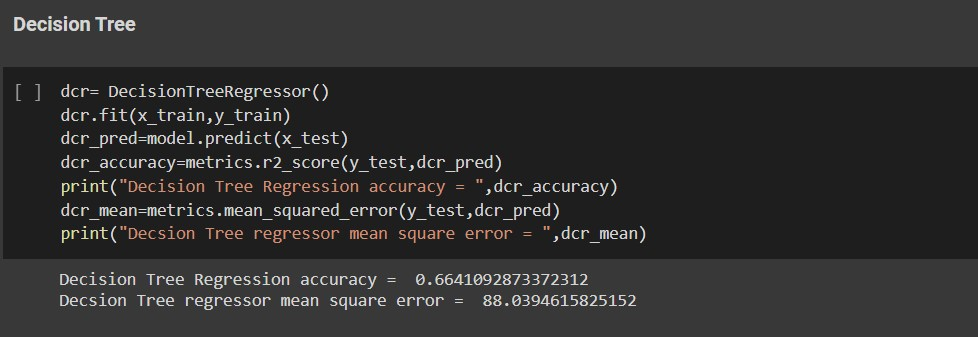 Decision Tree
[ ] dcr= DecisionTreeRegressor()
dcr.fit(x_train,y_train)
dcr_pred=model.predict(x_test)
dcr_accuracy=metrics.r2_score(y_test,dcr_pred)
print("Decision Tree Regression accuracy = ",dcr_accuracy)
dcr_mean=metrics.mean_squared_error(y_test,dcr_pred)
print("Decsion Tree regressor mean square error = ",dcr_mean)
Decision Tree Regression accuracy =  0.6641092873372312
Decsion Tree regressor mean square error =  88.0394615825152